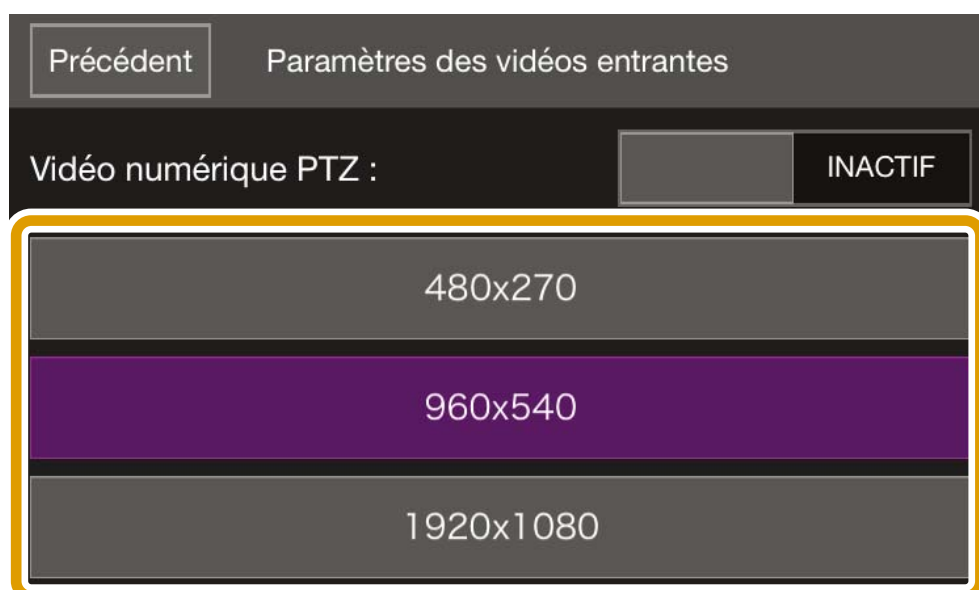 Précédent Paramètres des vidéos entrantes
Vidéo numérique PTZ : INACTIF
480x270
960x540
1920x1080